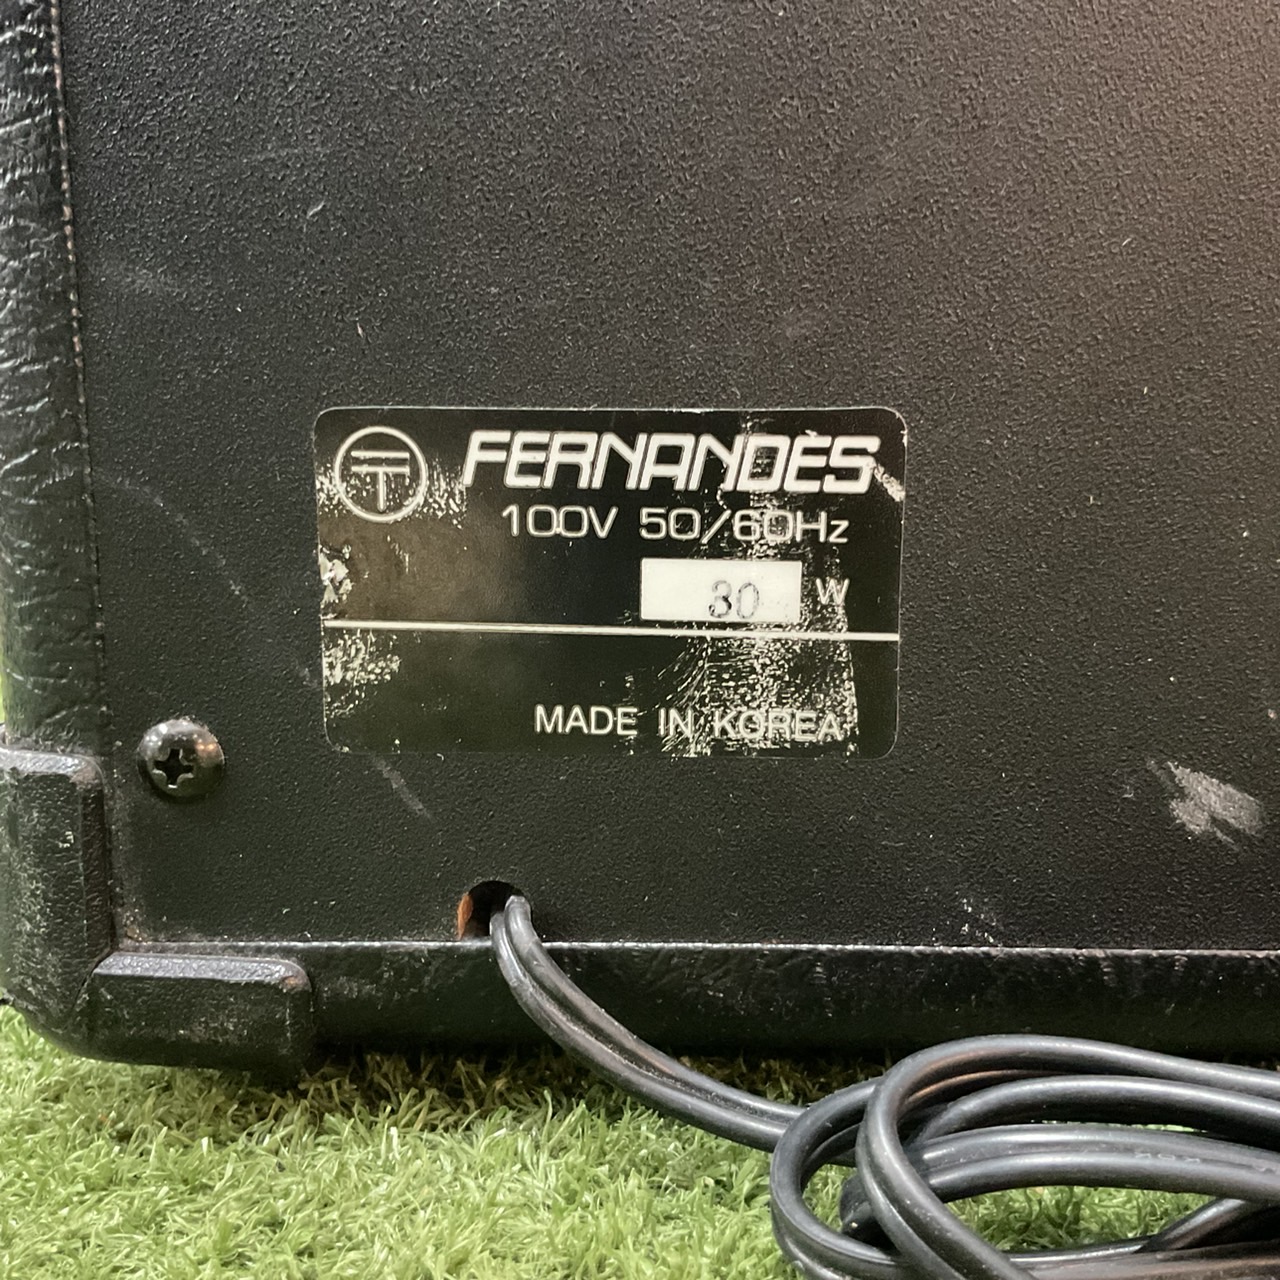 FERNANDES
100V 50/60Hz
30 W
MADE IN KOREA